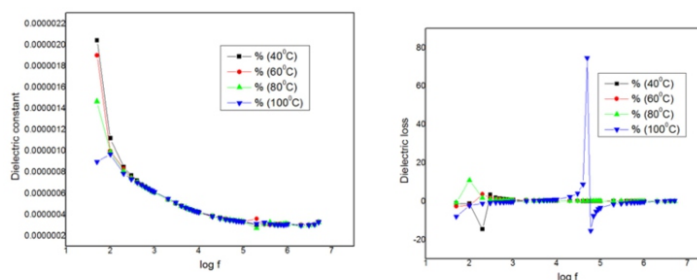 0.0000022
0.0000020
0.0000018
0.0000016
0.0000014
0.0000012
0.0000010
0.0000008
0.0000006
0.0000004
0.0000002
Dielectric constant
% (40⁰C)
% (60⁰C)
% (80⁰C)
% (100⁰C)
1 2 3 4 5 6 7
log f
80
60
40
20
0
-20
Dielectric loss
% (40⁰C)
% (60⁰C)
% (80⁰C)
% (100⁰C)
1 2 3 4 5 6 7
log f